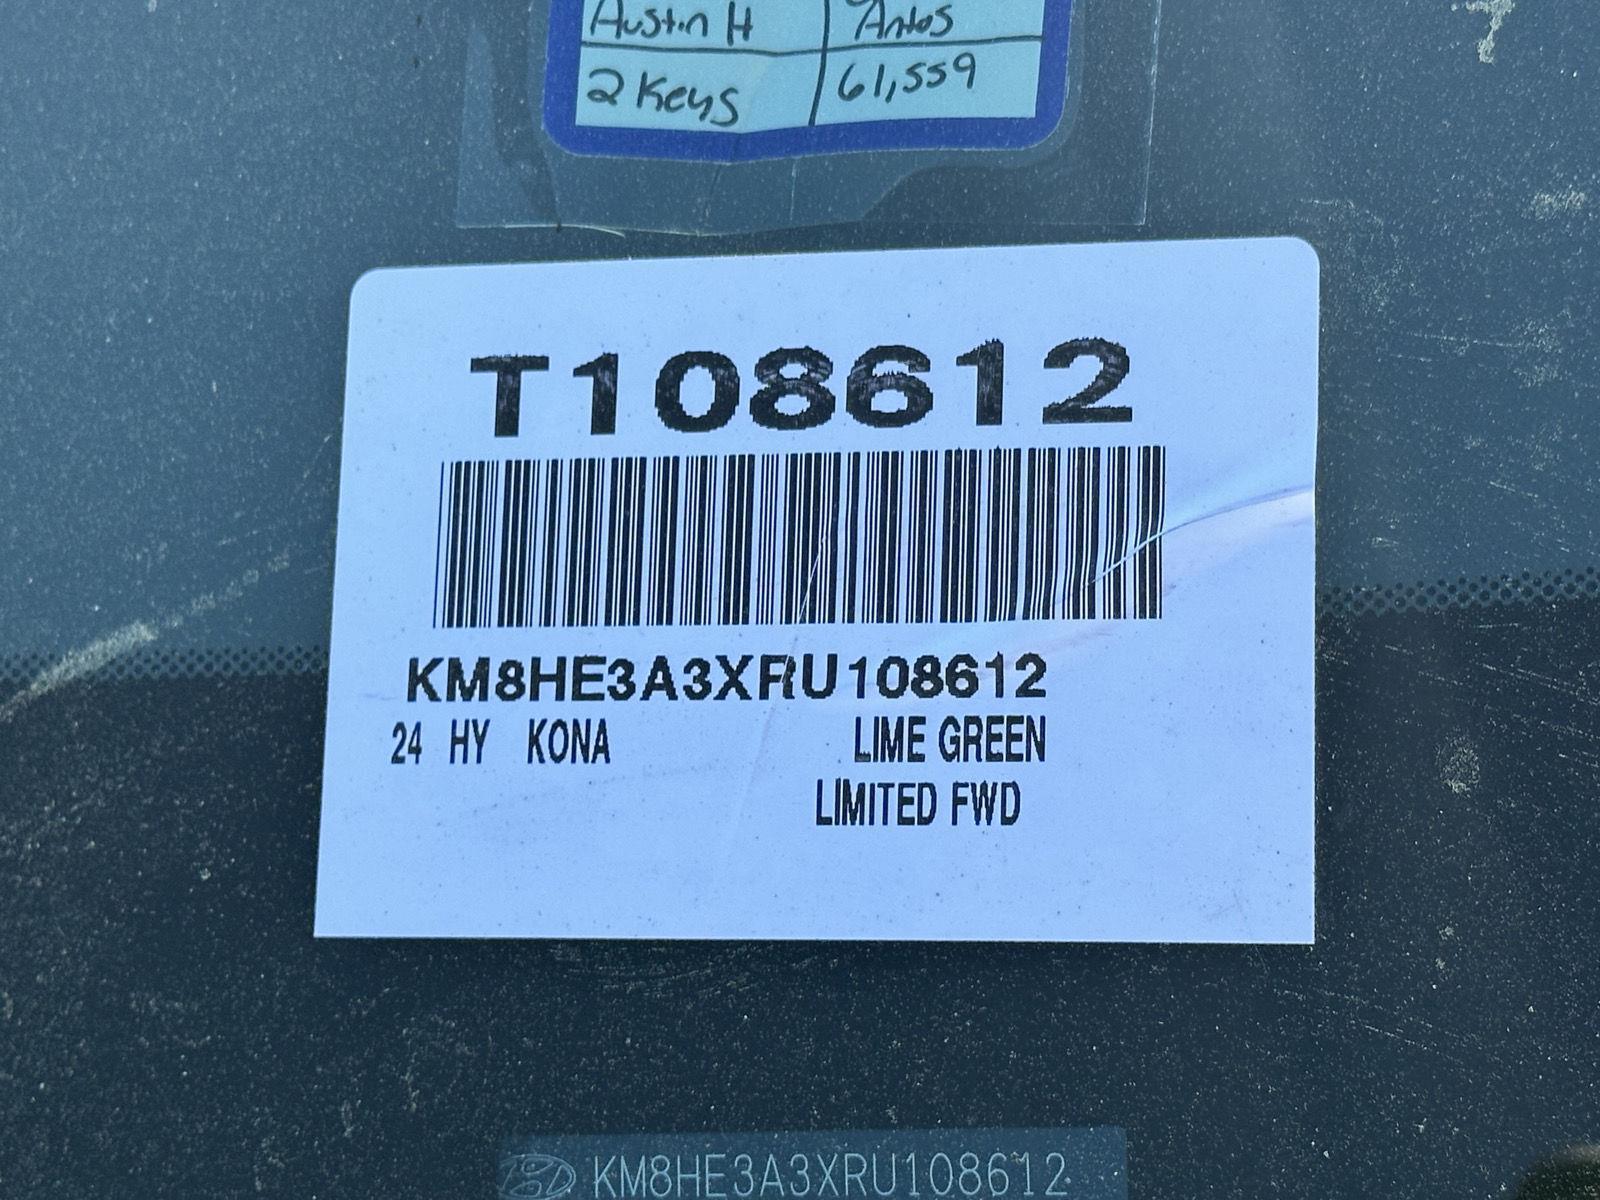 Austin H Antos
2 Keys 61,559
T108612
KM8HE3A3XRU108612
24 HY KONA LIME GREEN
LIMITED FWD
KM8HE3A3XRU108612